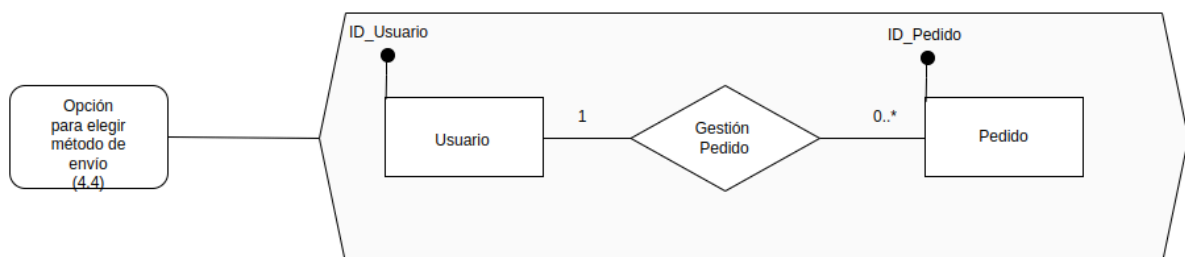 Opción
para elegir
método de
envío
(4.4)
ID_Usuario
Usuario
1
Gestión
Pedido
0..*
ID_Pedido
Pedido